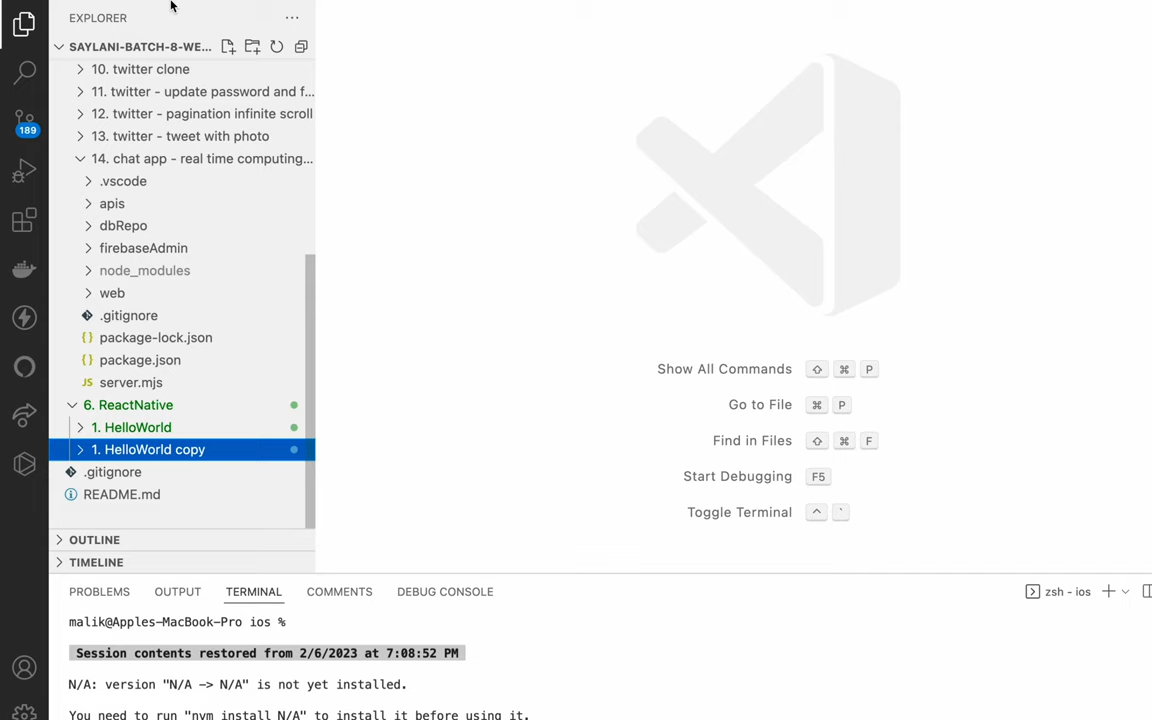 EXPLORER
SAYLANI-BATCH-8-WE...
10. twitter clone
11. twitter - update password and f...
12. twitter - pagination infinite scroll
13. twitter - tweet with photo
14. chat app - real time computing...
.vscode
apis
dbRepo
firebaseAdmin
node_modules
web
.gitignore
{} package-lock.json
{} package.json
JS server.mjs
6. ReactNative
1. HelloWorld
1. HelloWorld copy
.gitignore
README.md
OUTLINE
TIMELINE
189
Show All Commands ⇧ ⌘ P
Go to File ⌘ P
Find in Files ⇧ ⌘ F
Start Debugging F5
Toggle Terminal ^ `
PROBLEMS OUTPUT TERMINAL COMMENTS DEBUG CONSOLE
zsh - ios
malik@Apples-MacBook-Pro ios %
Session contents restored from 2/6/2023 at 7:08:52 PM
N/A: version "N/A -> N/A" is not yet installed.
You need to run "nvm install N/A" to install it before using it.